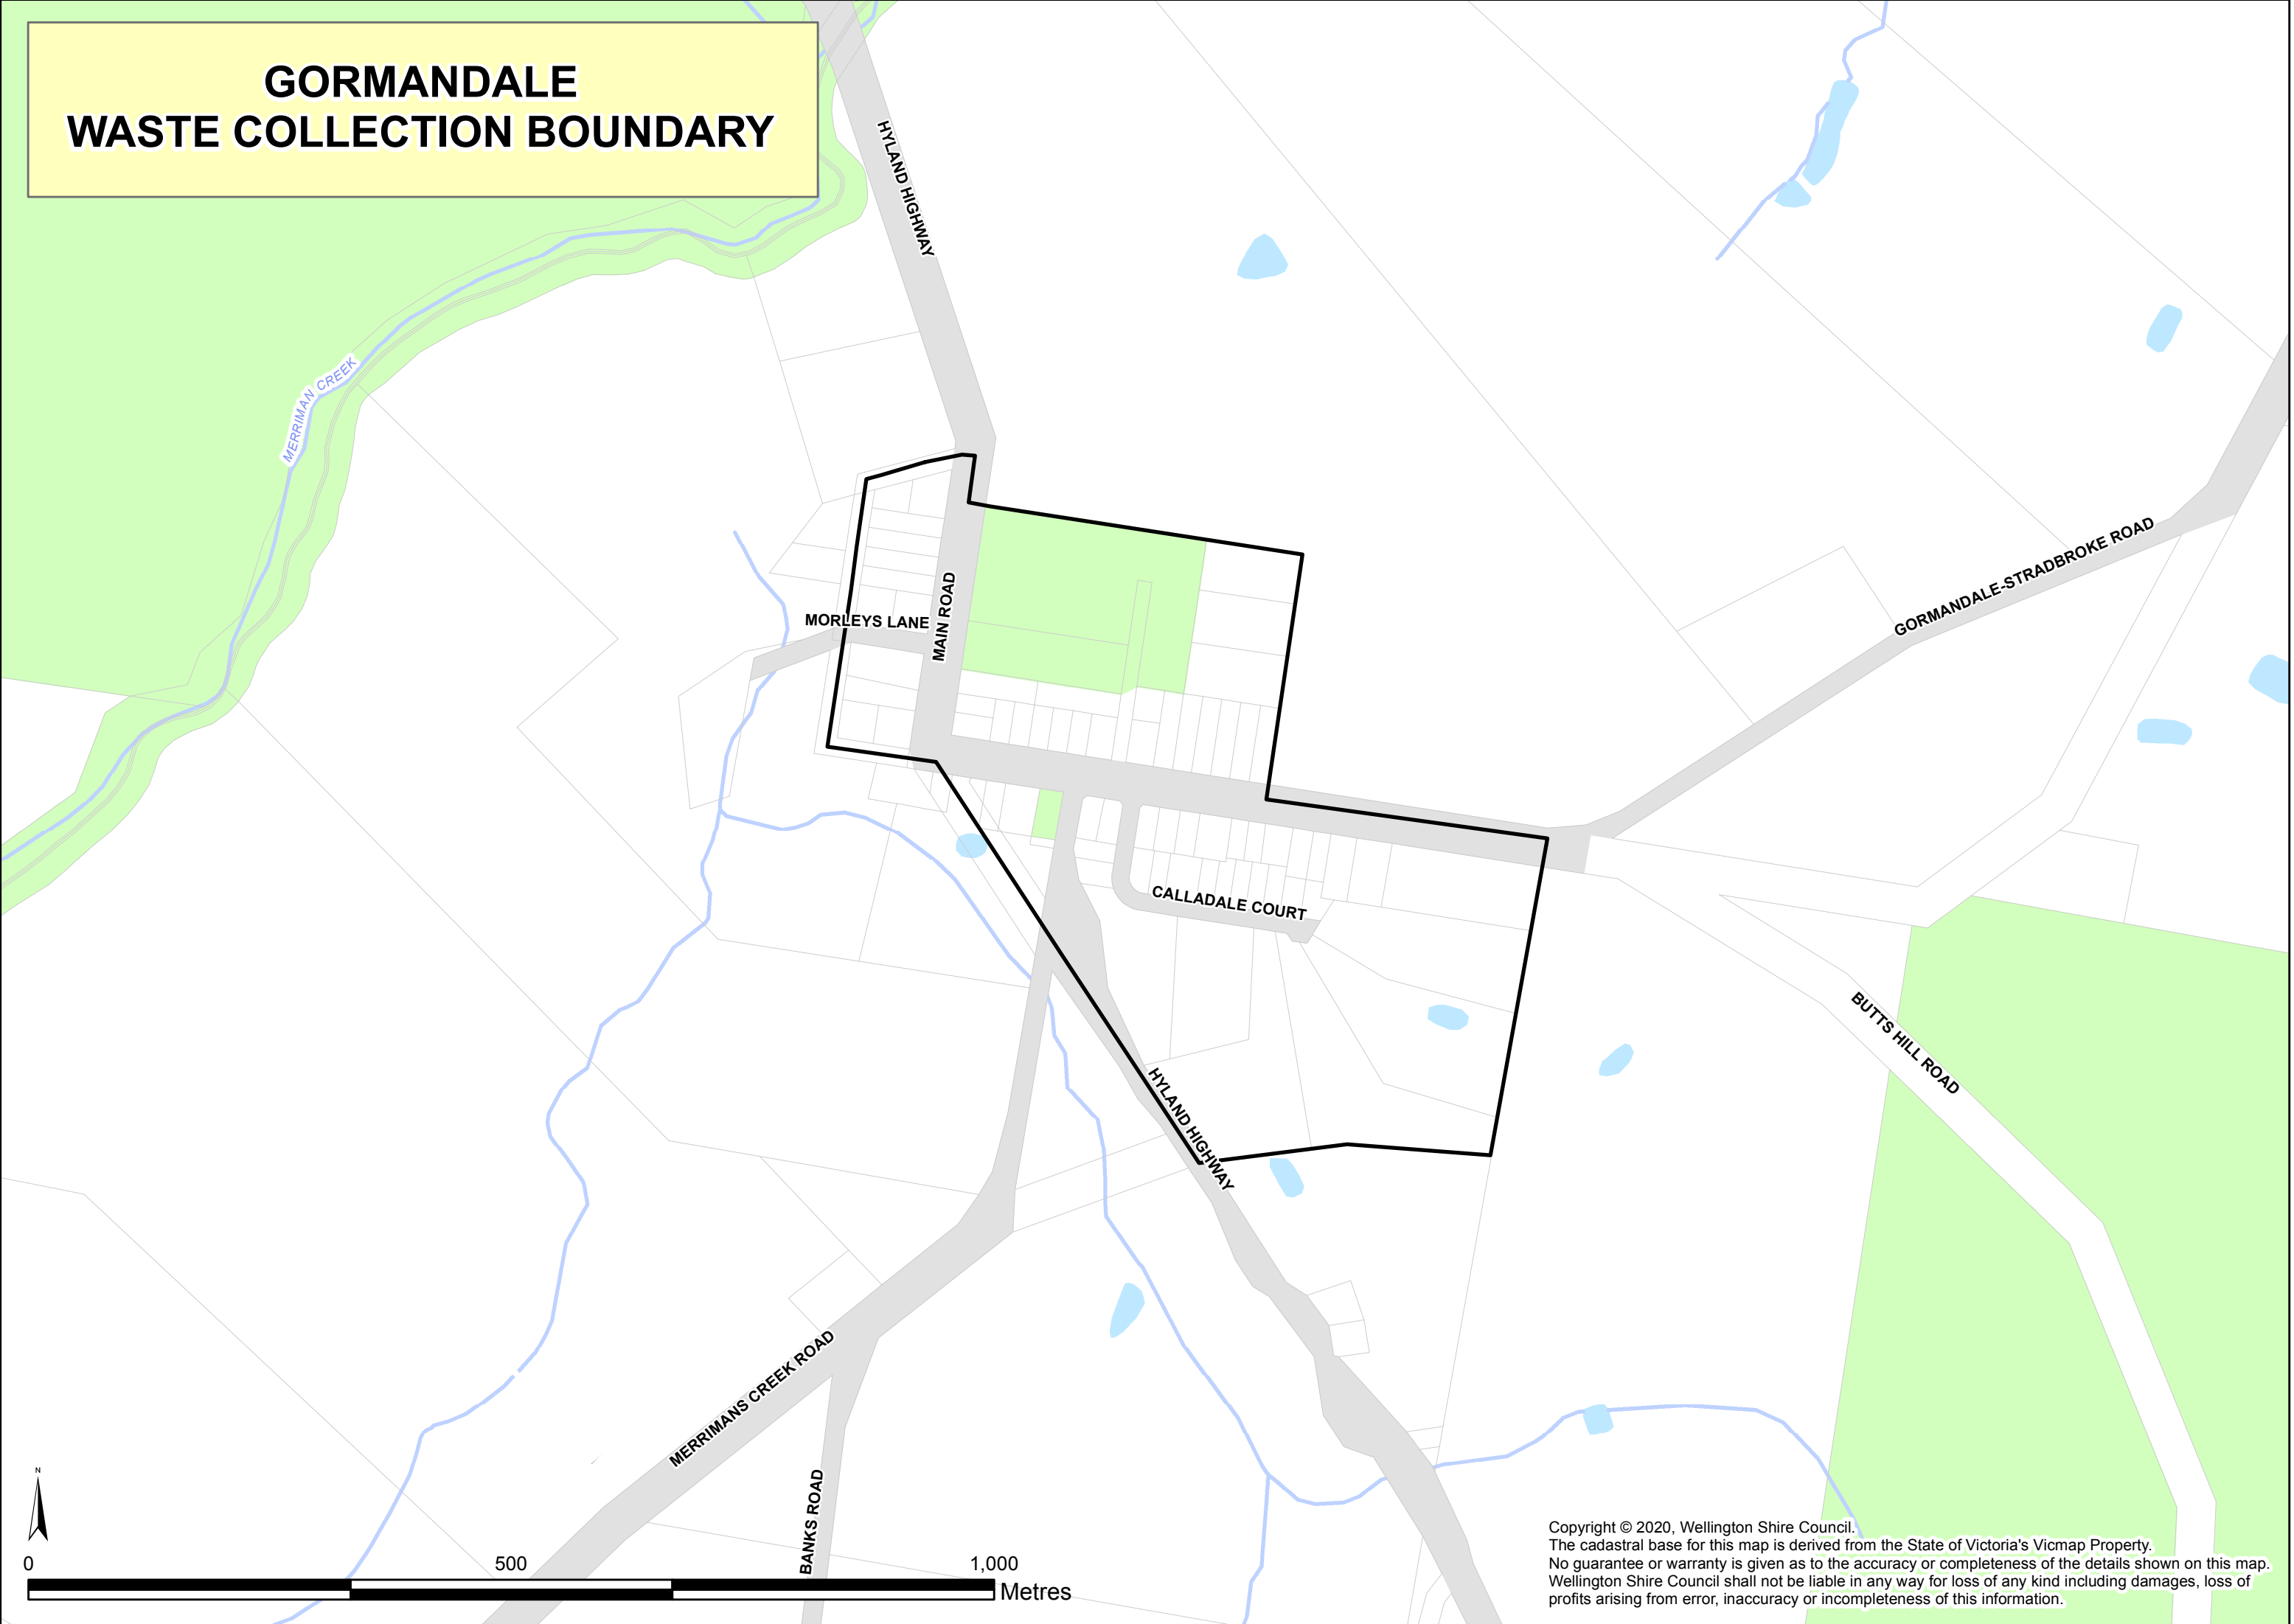 GORMANDALE
WASTE COLLECTION BOUNDARY
HYLAND HIGHWAY
MERRIMAN CREEK
GORMANDALE-STRADBROKE ROAD
MORLEYS LANE
MAIN ROAD
CALLADALE COURT
BUTTS HILL ROAD
HYLAND HIGHWAY
MERRIMANS CREEK ROAD
BANKS ROAD
N
0 500 1,000
Metres
Copyright © 2020, Wellington Shire Council.
The cadastral base for this map is derived from the State of Victoria's Vicmap Property.
No guarantee or warranty is given as to the accuracy or completeness of the details shown on this map.
Wellington Shire Council shall not be liable in any way for loss of any kind including damages, loss of
profits arising from error, inaccuracy or incompleteness of this information.